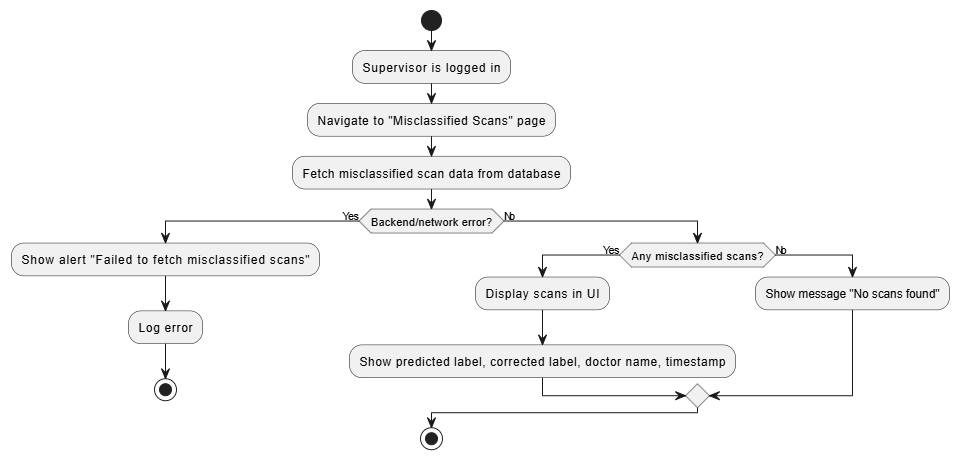 Supervisor is logged in
Navigate to "Misclassified Scans" page
Fetch misclassified scan data from database
Yes
Backend/network error?
No
Show alert "Failed to fetch misclassified scans"
Log error
Yes
Any misclassified scans?
No
Display scans in UI
Show message "No scans found"
Show predicted label, corrected label, doctor name, timestamp